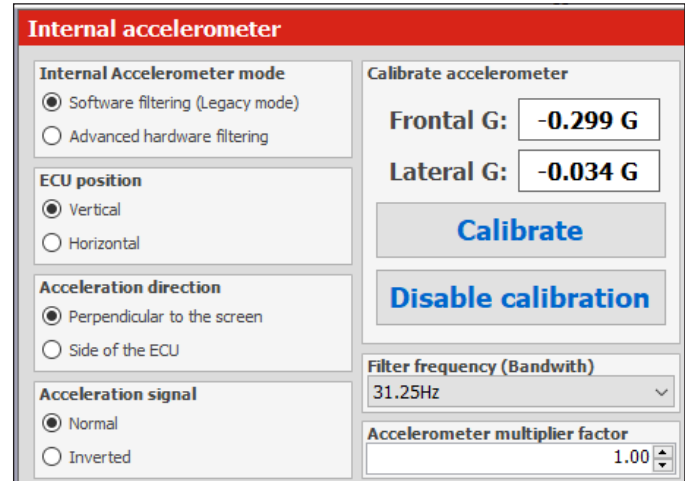 Internal accelerometer
Internal Accelerometer mode
Software filtering (Legacy mode)
Advanced hardware filtering
ECU position
Vertical
Horizontal
Acceleration direction
Perpendicular to the screen
Side of the ECU
Acceleration signal
Normal
Inverted
Calibrate accelerometer
Frontal G: -0.299 G
Lateral G: -0.034 G
Calibrate
Disable calibration
Filter frequency (Bandwith)
31.25Hz
Accelerometer multiplier factor
1.00